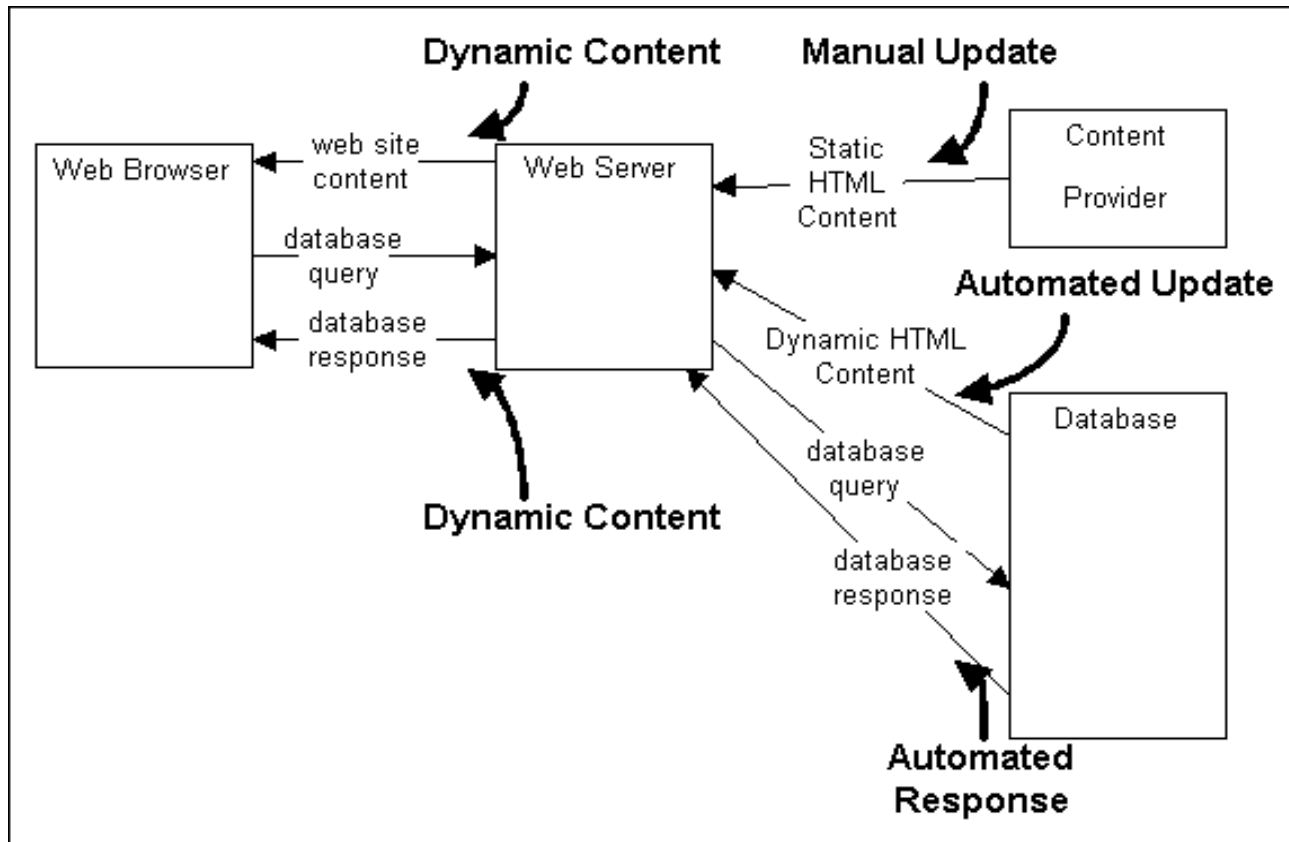 Dynamic Content
Manual Update
Web Browser
web site
content
Web Server
Static
HTML
Content
Content
Provider
database
query
Automated Update
database
response
Dynamic HTML
Content
Database
database
query
Dynamic Content
database
response
Automated
Response